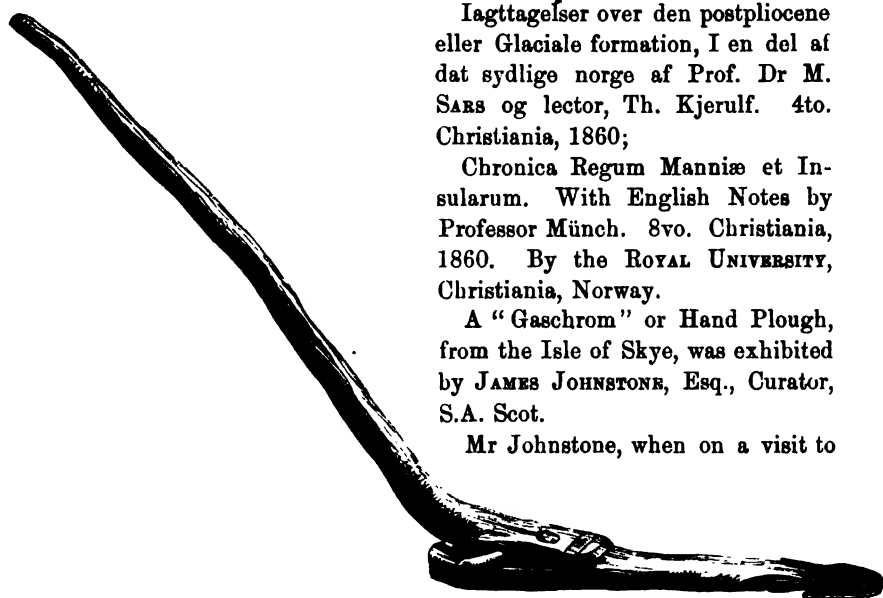 Iagttagelser over den postpliocene
eller Glaciale formation, I en del af
dat sydlige norge af Prof. Dr M.
SARS og lector, Th. Kjerulf. 4to.
Christiania, 1860;
Chronica Regum Manniæ et In-
sularum. With English Notes by
Professor Münch. 8vo. Christiania,
1860. By the ROYAL UNIVERSITY,
Christiania, Norway.
A “Gaschrom” or Hand Plough,
from the Isle of Skye, was exhibited
by JAMES JOHNSTONE, Esq., Curator,
S.A. Scot.
Mr Johnstone, when on a visit to